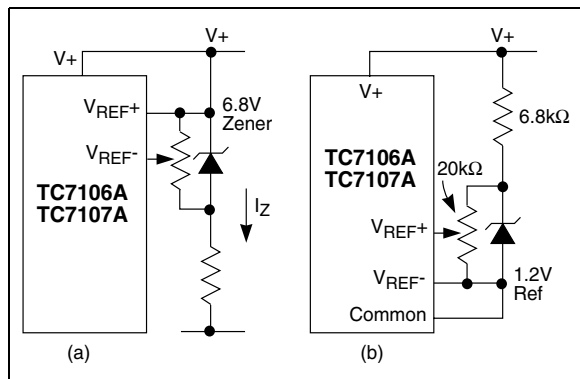 V+
V+
VREF+
VREF-
6.8V
Zener
TC7106A
TC7107A
IZ
(a)
V+
V+
6.8kΩ
TC7106A
TC7107A
20kΩ
VREF+
VREF-
1.2V
Ref
Common
(b)